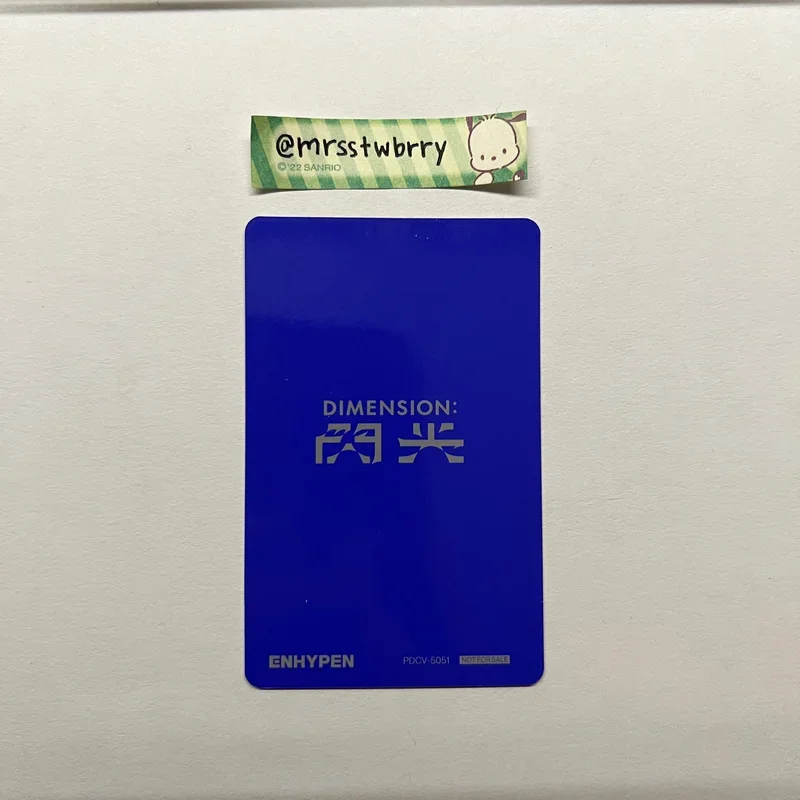 @mrsstwbrry
©'22 SANRIO
DIMENSION:
閃光
ENHYPEN
PDCV-5051 NOT FOR SALE